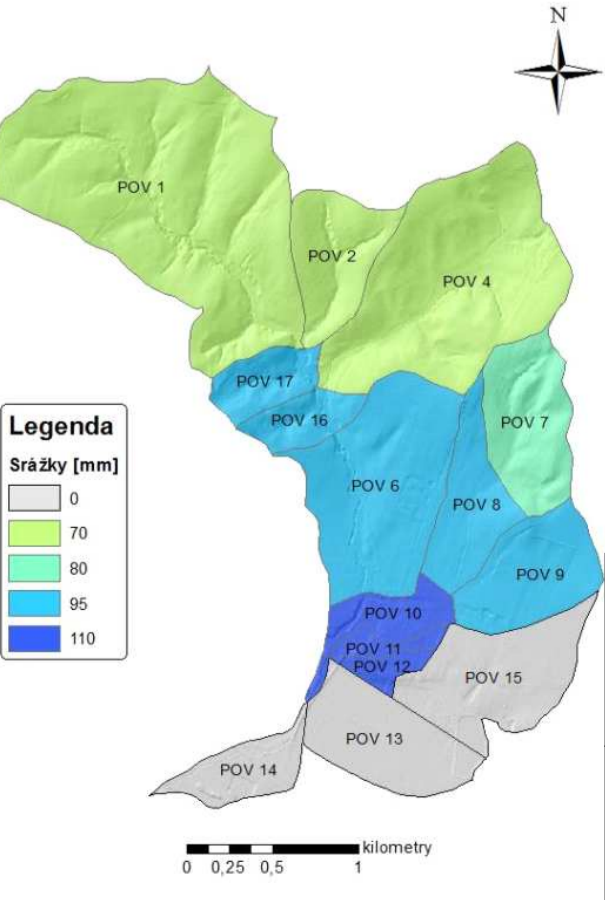 N
POV 1
POV 2
POV 4
POV 17
POV 16
POV 7
POV 6
POV 8
POV 9
POV 10
POV 11
POV 12
POV 15
POV 13
POV 14
Legenda
Srážky [mm]
0
70
80
95
110
kilometry
0 0,25 0,5 1